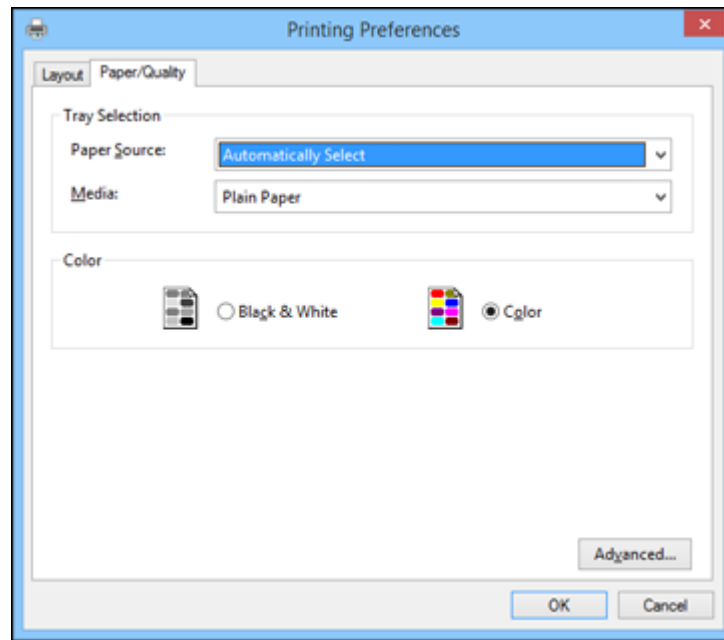 Printing Preferences
Layout Paper/Quality
Tray Selection
Paper Source: Automatically Select
Media: Plain Paper
Color
Black & White Color
Advanced...
OK Cancel